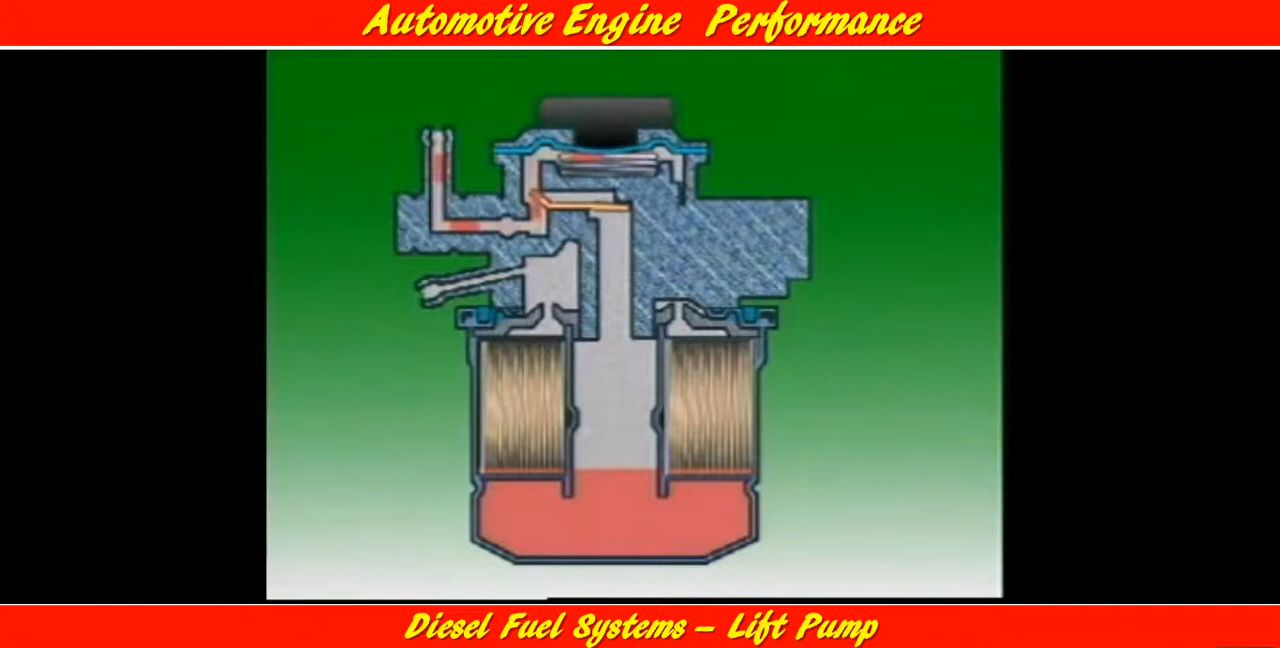 Automotive Engine Performance
Diesel Fuel Systems – Lift Pump